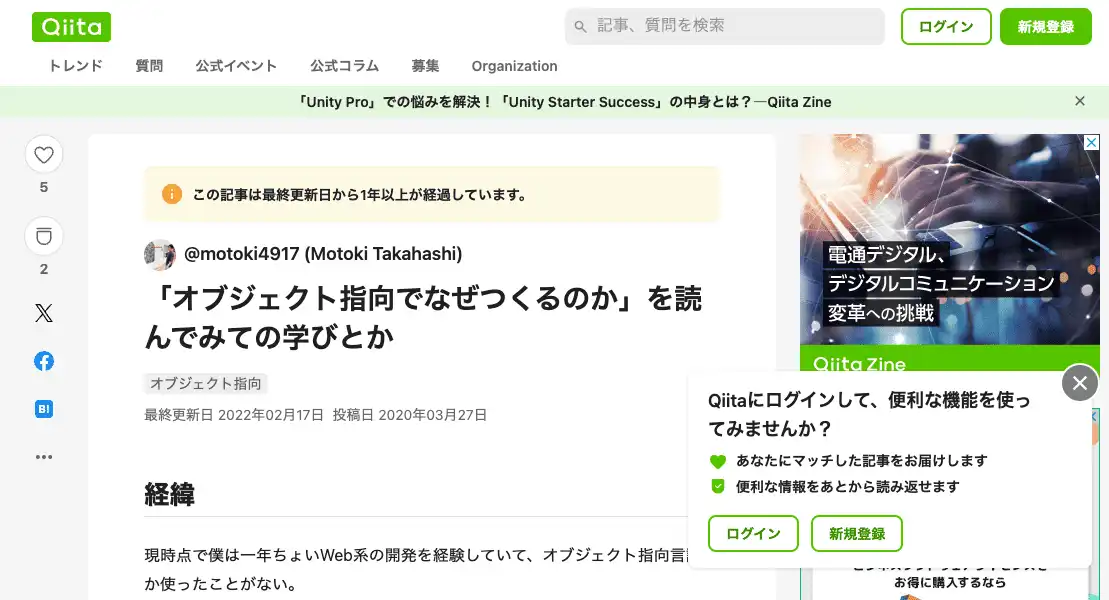 Qiita
記事、質問を検索
ログイン
新規登録
トレンド 質問 公式イベント 公式コラム 募集 Organization
「Unity Pro」での悩みを解決!「Unity Starter Success」の中身とは?—Qiita Zine
この記事は最終更新日から1年以上が経過しています。
5
2
@motoki4917 (Motoki Takahashi)
「オブジェクト指向でなぜつくるのか」を読
んでみての学びとか
オブジェクト指向
最終更新日 2022年02月17日 投稿日 2020年03月27日
経緯
現時点で僕は一年ちょいWeb系の開発を経験していて、オブジェクト指向言
か使ったことがない。
B!
電通デジタル、
デジタルコミュニケーション
変革への挑戦
Qiita Zine
Qiitaにログインして、便利な機能を使っ
てみませんか?
あなたにマッチした記事をお届けします
便利な情報をあとから読み返せます
ログイン
新規登録
お得に購入するなら